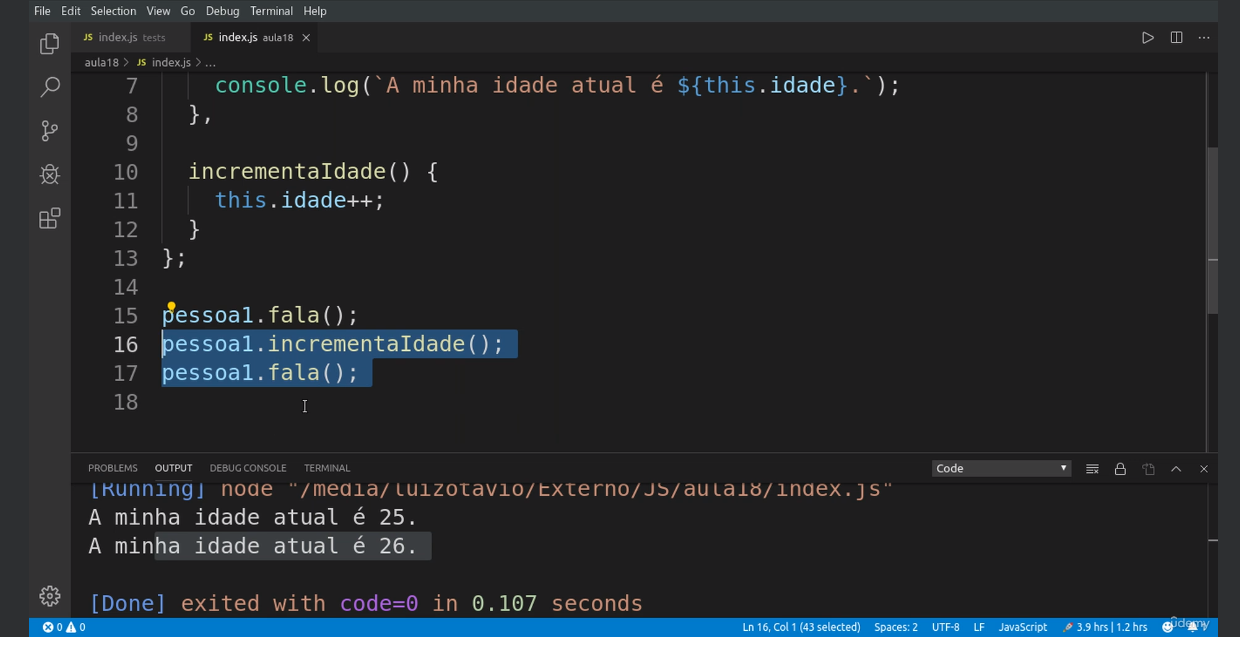 File Edit Selection View Go Debug Terminal Help
JS index.js tests JS index.js aula18 ×
aula18 > JS index.js > ...
7 console.log(`A minha idade atual é ${this.idade}.`);
8 },
9
10 incrementaIdade() {
11 this.idade++;
12 }
13 };
14
15 pessoa1.fala();
16 pessoa1.incrementaIdade();
17 pessoa1.fala();
18
PROBLEMS OUTPUT DEBUG CONSOLE TERMINAL Code
[Running] node "/media/luizotavio/Externo/JS/aula18/index.js"
A minha idade atual é 25.
A minha idade atual é 26.
[Done] exited with code=0 in 0.107 seconds
0 0 Ln 16, Col 1 (43 selected) Spaces: 2 UTF-8 LF JavaScript 3.9 hrs | 1.2 hrs
Udemy